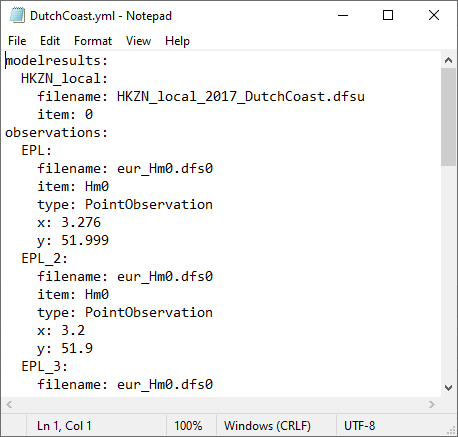 DutchCoast.yml - Notepad
File Edit Format View Help
modelresults:
  HKZN_local:
    filename: HKZN_local_2017_DutchCoast.dfsu
    item: 0
observations:
  EPL:
    filename: eur_Hm0.dfs0
    item: Hm0
    type: PointObservation
    x: 3.276
    y: 51.999
  EPL_2:
    filename: eur_Hm0.dfs0
    item: Hm0
    type: PointObservation
    x: 3.2
    y: 51.9
  EPL_3:
    filename: eur_Hm0.dfs0
Ln 1, Col 1 100% Windows (CRLF) UTF-8